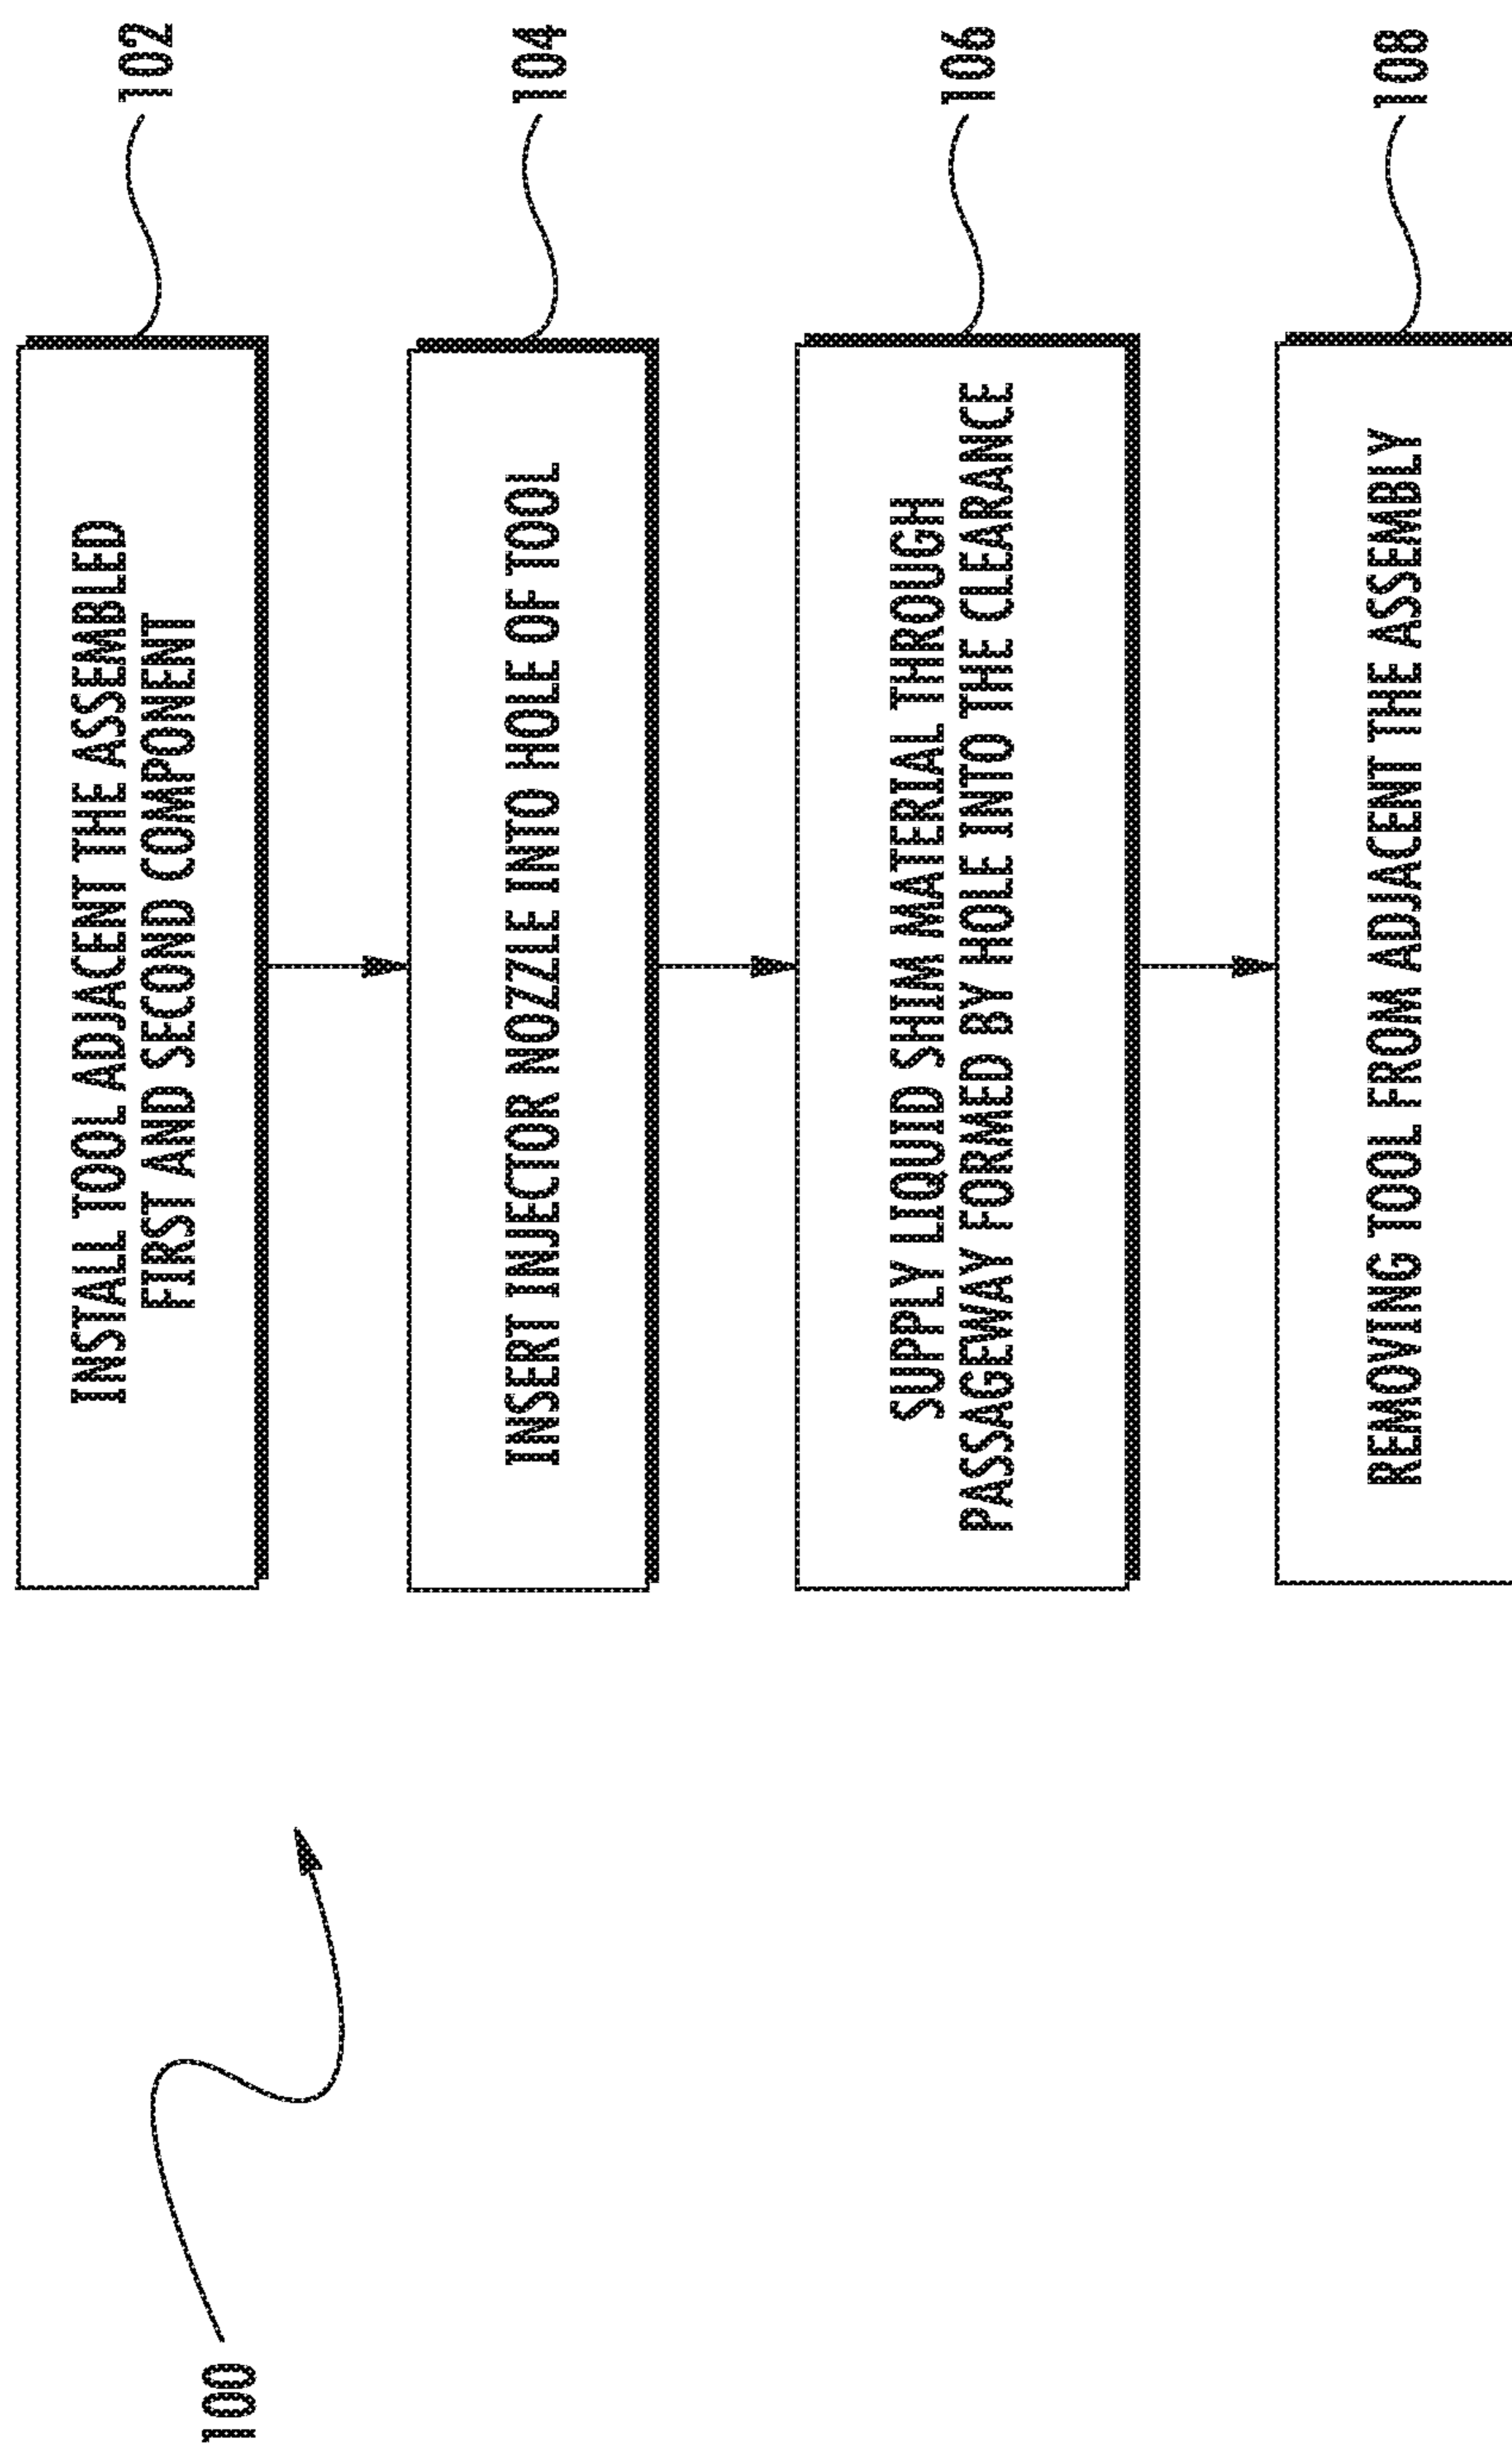 100
INSTALL TOOL ADJACENT THE ASSEMBLED
FIRST AND SECOND COMPONENT
102
INSERT INJECTOR NOZZLE INTO HOLE OF TOOL
104
SUPPLY LIQUID SHIM MATERIAL THROUGH
PASSAGEWAY FORMED BY HOLE INTO THE CLEARANCE
106
REMOVING TOOL FROM ADJACENT THE ASSEMBLY
108